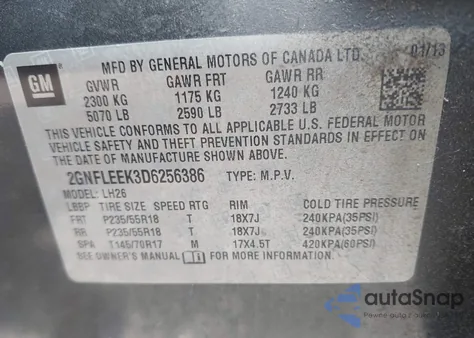 MFD BY GENERAL MOTORS OF CANADA LTD. 01/13
GM
GVWR GAWR FRT GAWR RR
2300 KG 1175 KG 1240 KG
5070 LB 2590 LB 2733 LB
THIS VEHICLE CONFORMS TO ALL APPLICABLE U.S. FEDERAL MOTOR
VEHICLE SAFETY AND THEFT PREVENTION STANDARDS IN EFFECT ON
THE DATE OF MANUFACTURE SHOWN ABOVE.
2GNFLEEK3D6256386 TYPE: M.P.V.
MODEL: LH26
LBBP TIRE SIZE SPEED RTG RIM COLD TIRE PRESSURE
FRT P235/55R18 T 18X7J 240KPA(35PSI)
RR P235/55R18 T 18X7J 240KPA(35PSI)
SPA T145/70R17 M 17X4.5T 420KPA(60PSI)
SEE OWNER'S MANUAL FOR MORE INFORMATION.
autoSnap